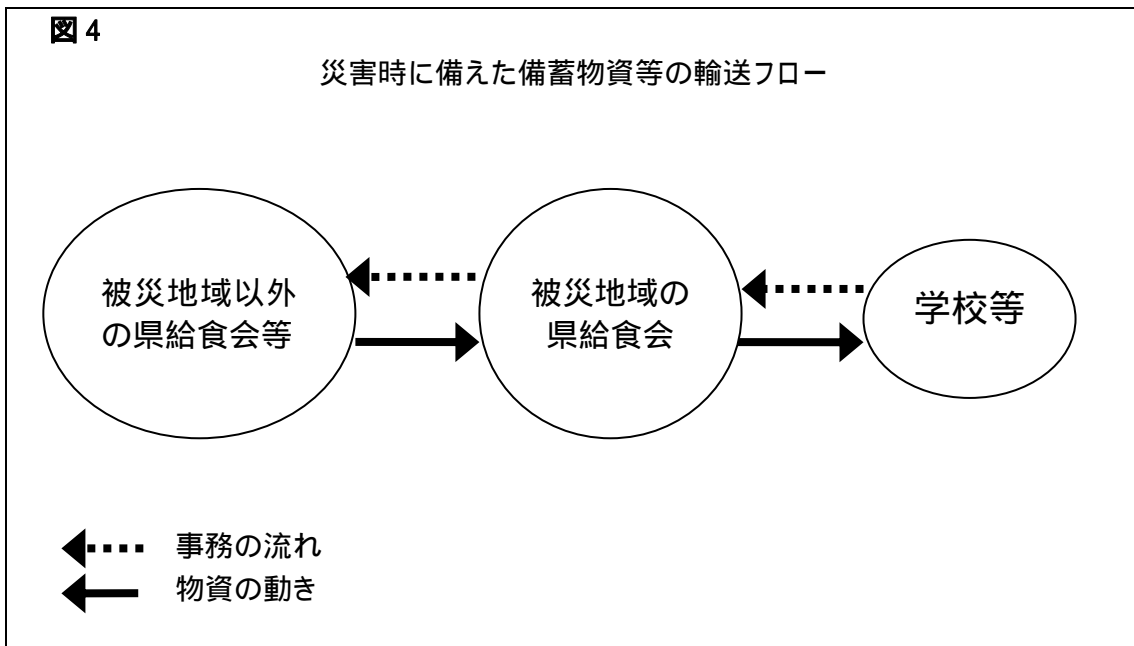 図4
災害時に備えた備蓄物資等の輸送フロー
被災地域以外
の県給食会等
被災地域の
県給食会
学校等
事務の流れ
物資の動き